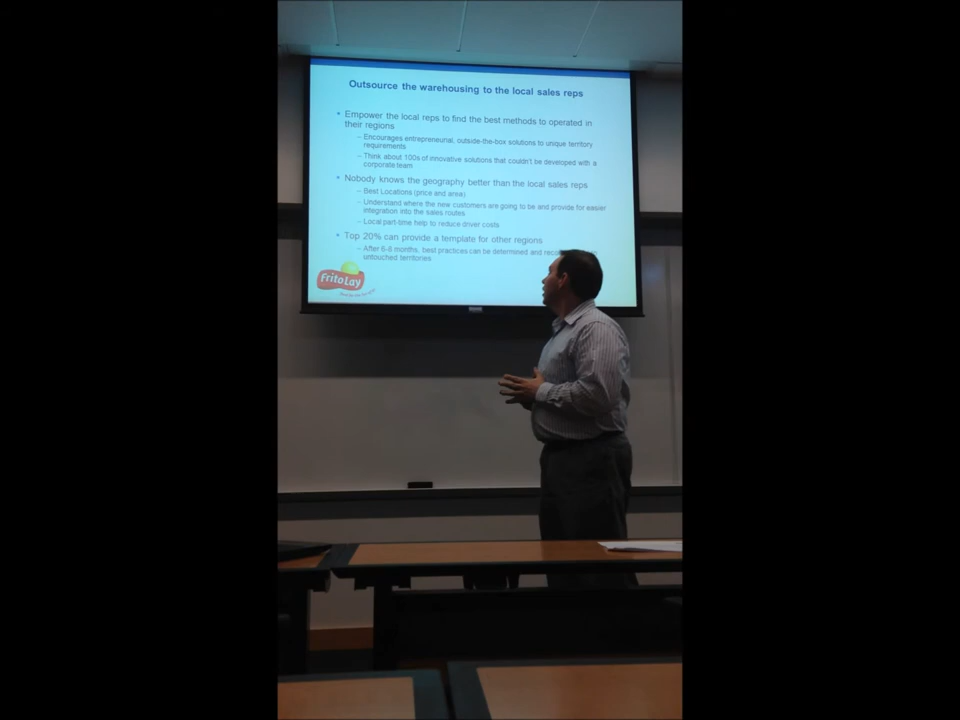 Outsource the warehousing to the local sales reps
• Empower the local reps to find the best methods to operated in
their regions
– Encourages entrepreneurial, outside-the-box solutions to unique territory
requirements
– Think about 100s of innovative solutions that couldn't be developed with a
corporate team
• Nobody knows the geography better than the local sales reps
– Best Locations (price and area)
– Understand where the new customers are going to be and provide for easier
integration into the sales routes
– Local part-time help to reduce driver costs
• Top 20% can provide a template for other regions
– After 6-8 months, best practices can be determined and
untouched territories
FritoLay